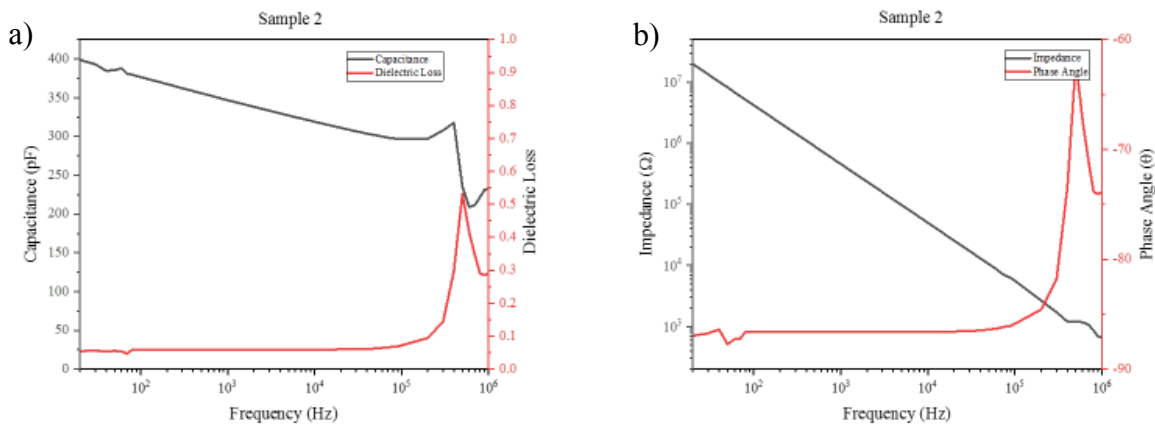 a)
Sample 2
Capacitance
Dielectric Loss
Capacitance (pF)
400
350
300
250
200
150
100
50
25
0
1.0
0.9
0.8
0.7
0.6
0.5
0.4
0.3
0.2
0.1
0.0
Dielectric Loss
10² 10³ 10⁴ 10⁵ 10⁶
Frequency (Hz)
b)
Sample 2
Impedance
Phase Angle
Impedance (Ω)
10⁷
10⁶
10⁵
10⁴
10³
-60
-70
-80
-90
Phase Angle (θ)
10² 10³ 10⁴ 10⁵ 10⁶
Frequency (Hz)